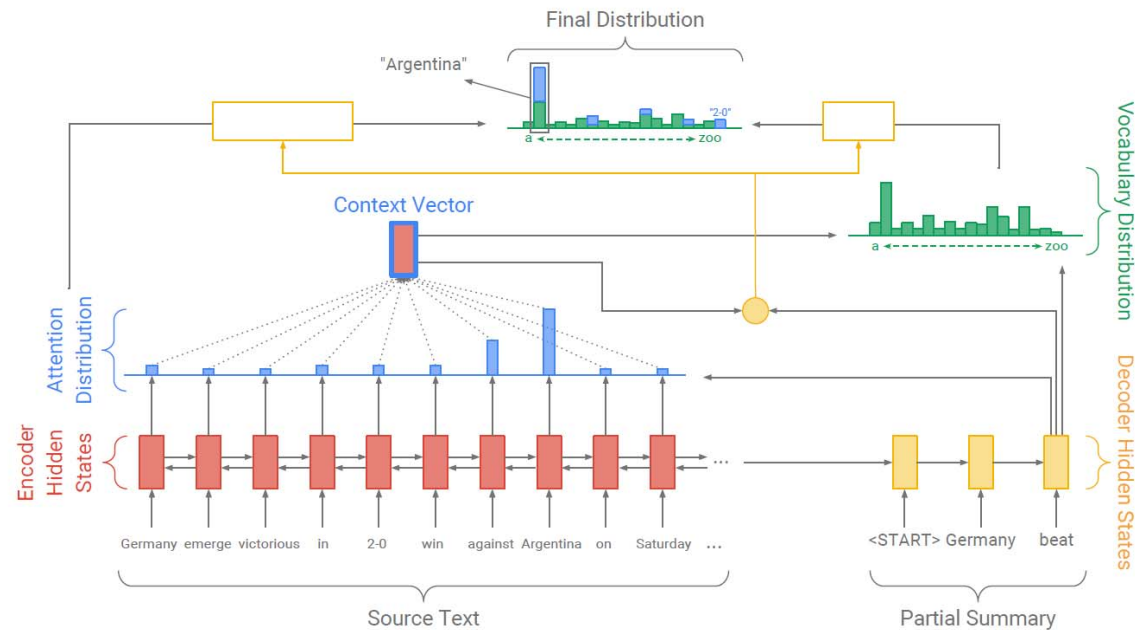 Final Distribution
"Argentina"
"2-0"
a
zoo
Context Vector
Vocabulary Distribution
a
zoo
Attention
Distribution
Encoder
Hidden
States
Decoder Hidden States
...
Germany emerge victorious in 2-0 win against Argentina on Saturday ...
<START> Germany beat
Source Text
Partial Summary